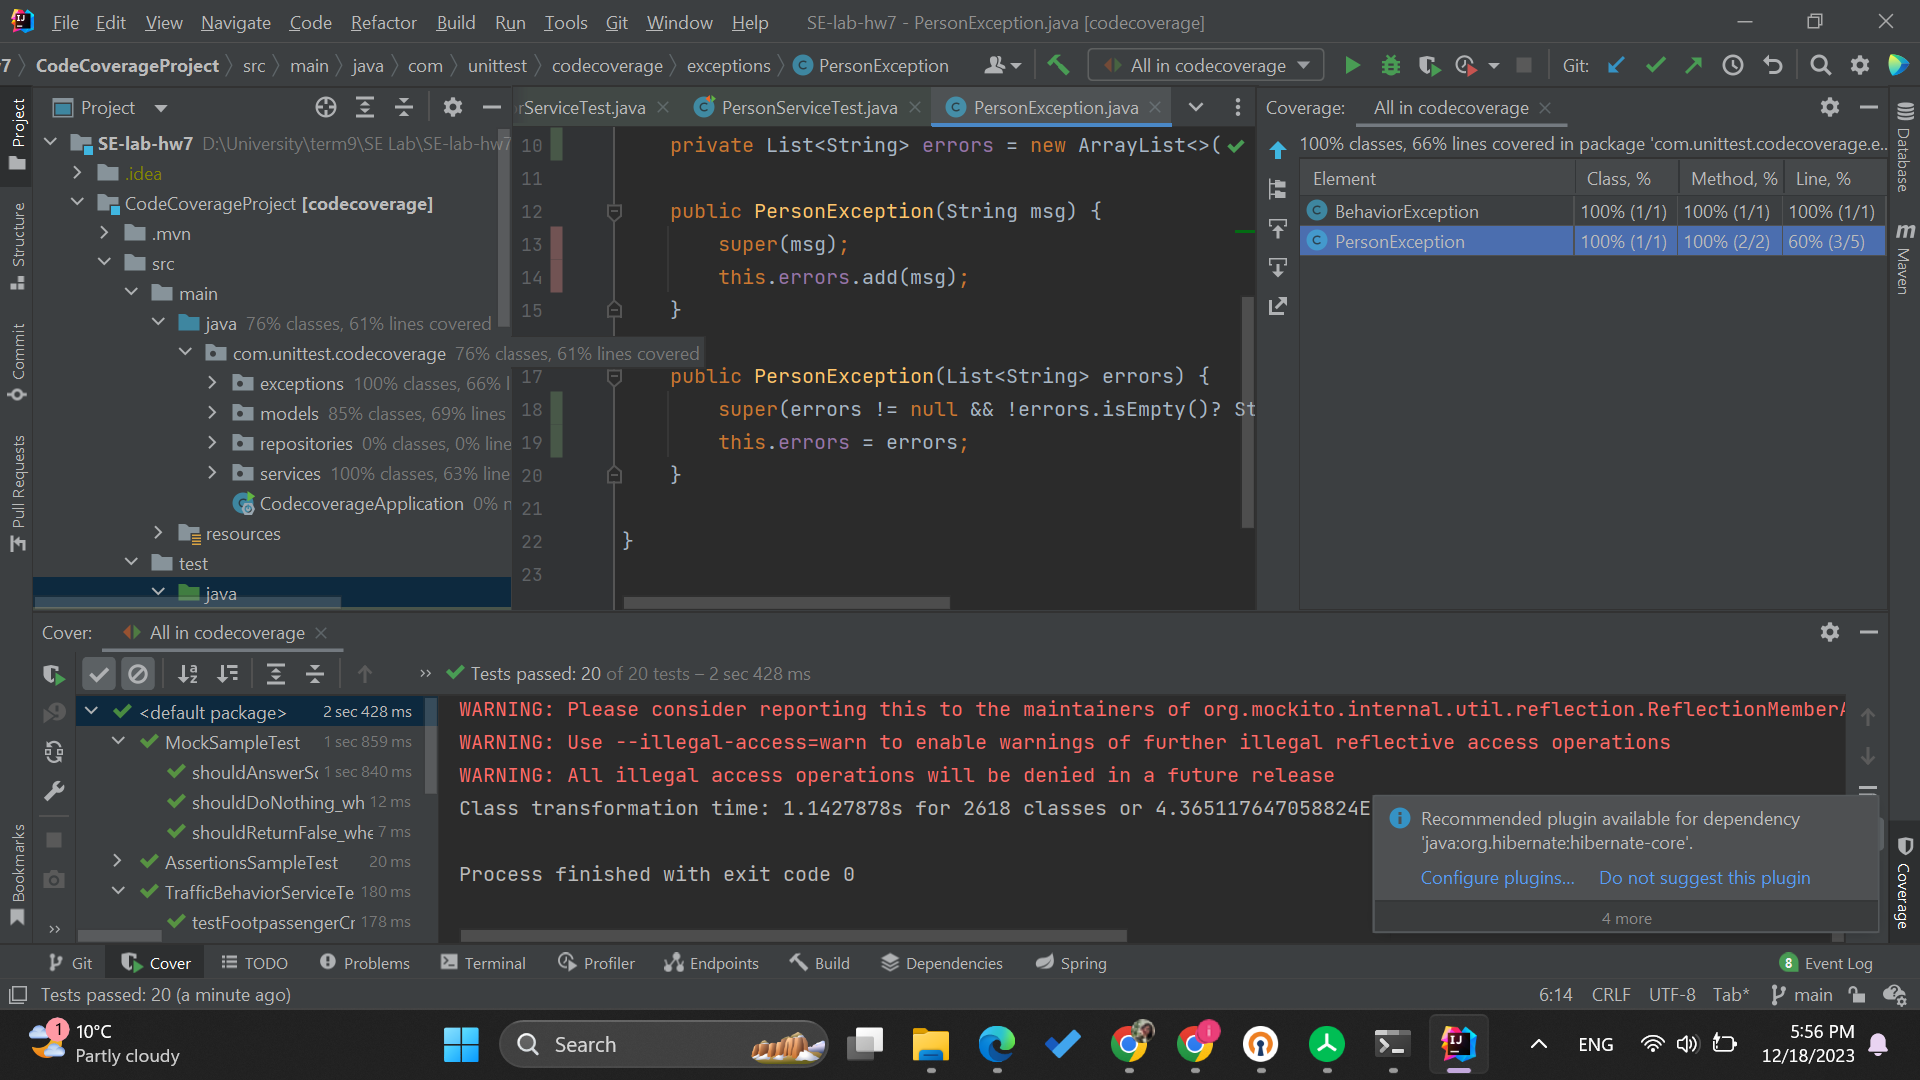 File Edit View Navigate Code Refactor Build Run Tools Git Window Help SE-lab-hw7 - PersonException.java [codecoverage]
CodeCoverageProject src main java com unittest codecoverage exceptions PersonException All in codecoverage Git:
Project
orServiceTest.java PersonServiceTest.java PersonException.java
Coverage: All in codecoverage
SE-lab-hw7 D:\University\term9\SE Lab\SE-lab-hw7
.idea
CodeCoverageProject [codecoverage]
.mvn
src
main
java 76% classes, 61% lines covered
com.unittest.codecoverage 76% classes, 61% lines covered
exceptions 100% classes, 66%
models 85% classes, 69% lines
repositories 0% classes, 0% line
services 100% classes, 63% line
CodecoverageApplication 0%
resources
test
java
10 private List<String> errors = new ArrayList<>(
11
12 public PersonException(String msg) {
13 super(msg);
14 this.errors.add(msg);
15 }
17 public PersonException(List<String> errors) {
18 super(errors != null && !errors.isEmpty()? St
19 this.errors = errors;
20 }
21
22 }
23
100% classes, 66% lines covered in package 'com.unittest.codecoverage.e...
Element Class, % Method, % Line, %
BehaviorException 100% (1/1) 100% (1/1) 100% (1/1)
PersonException 100% (1/1) 100% (2/2) 60% (3/5)
Project
Structure
Commit
Pull Requests
Bookmarks
Database
Maven
Coverage
Cover: All in codecoverage
Tests passed: 20 of 20 tests – 2 sec 428 ms
<default package> 2 sec 428 ms
MockSampleTest 1 sec 859 ms
shouldAnswerSc 1 sec 840 ms
shouldDoNothing_wh 12 ms
shouldReturnFalse_whe 7 ms
AssertionsSampleTest 20 ms
TrafficBehaviorServiceTe 180 ms
testFootpassengerCr 178 ms
WARNING: Please consider reporting this to the maintainers of org.mockito.internal.util.reflection.ReflectionMemberA
WARNING: Use --illegal-access=warn to enable warnings of further illegal reflective access operations
WARNING: All illegal access operations will be denied in a future release
Class transformation time: 1.1427878s for 2618 classes or 4.365117647058824E
Process finished with exit code 0
Recommended plugin available for dependency
'java:org.hibernate:hibernate-core'.
Configure plugins... Do not suggest this plugin
4 more
Git Cover TODO Problems Terminal Profiler Endpoints Build Dependencies Spring 8 Event Log
Tests passed: 20 (a minute ago) 6:14 CRLF UTF-8 Tab* main
1 10°C
Partly cloudy
Search
ENG
5:56 PM
12/18/2023